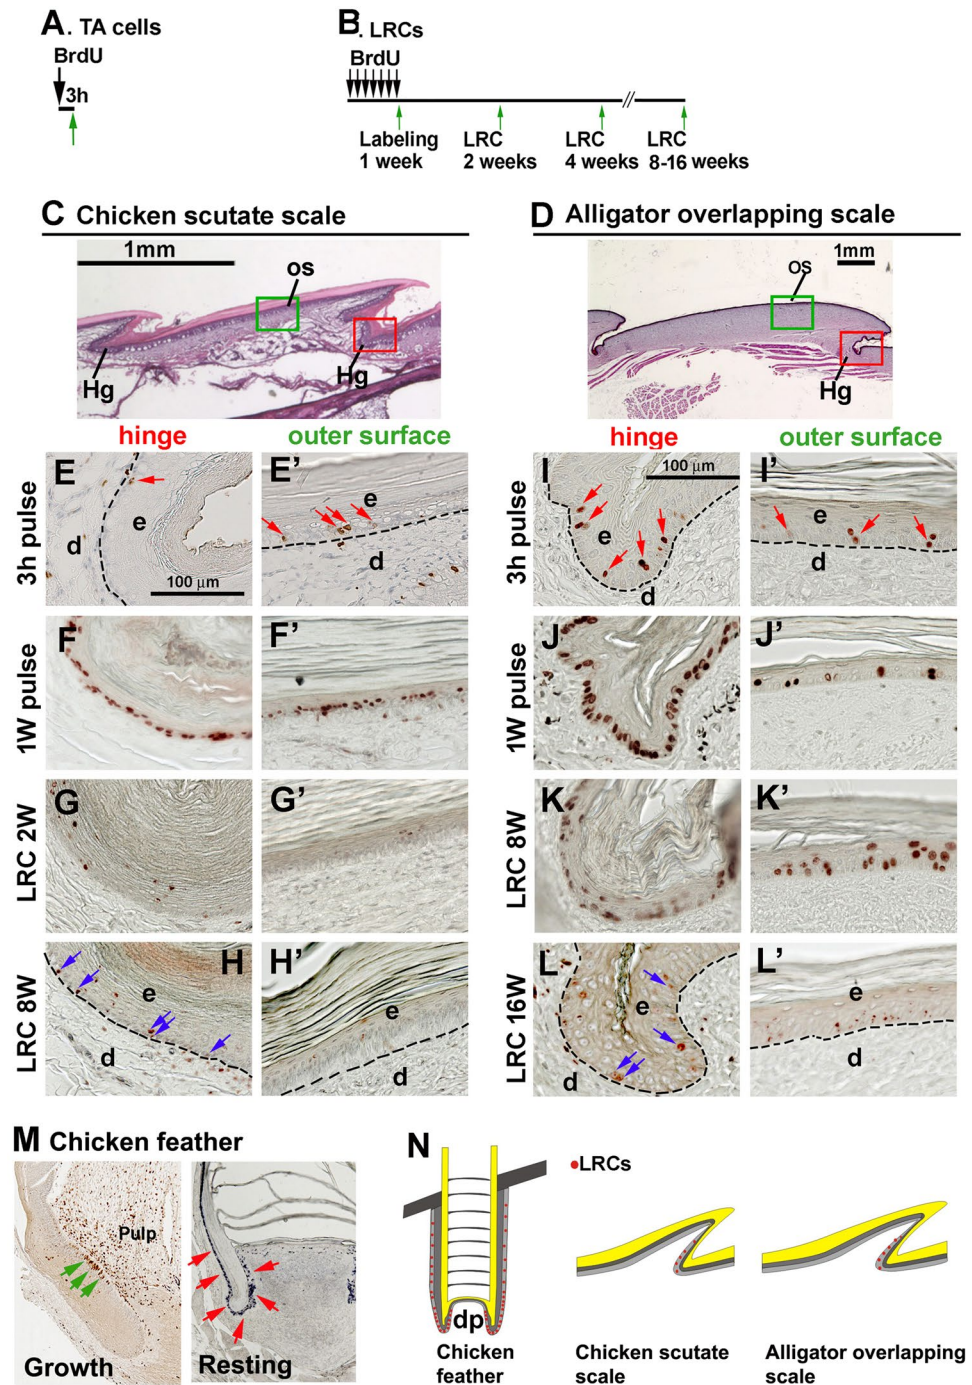 A. TA cells
BrdU
3h
B. LRCs
BrdU
Labeling
1 week
LRC
2 weeks
LRC
4 weeks
LRC
8-16 weeks
C Chicken scutate scale
1mm
os
Hg
Hg
D Alligator overlapping scale
1mm
os
Hg
hinge
outer surface
hinge
outer surface
3h pulse
E
e
d
100 μm
E'
e
d
3h pulse
I
100 μm
e
d
I'
e
d
1W pulse
F
F'
1W pulse
J
J'
LRC 2W
G
G'
LRC 8W
K
K'
LRC 8W
H
e
d
H'
e
d
LRC 16W
L
e
d
L'
e
d
M Chicken feather
Pulp
Growth
Resting
N
LRCs
dp
Chicken
feather
Chicken scutate
scale
Alligator overlapping
scale